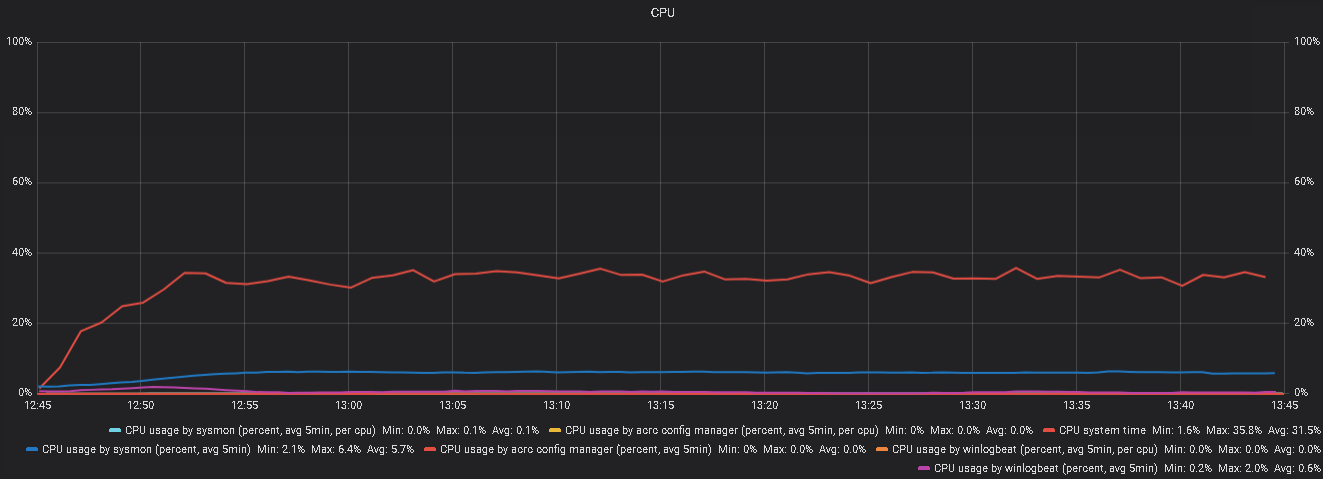 CPU
100% 100%
80% 80%
60% 60%
40% 40%
20% 20%
0% 0%
12:45 12:50 12:55 13:00 13:05 13:10 13:15 13:20 13:25 13:30 13:35 13:40 13:45
CPU usage by sysmon (percent, avg 5min, per cpu) Min: 0.0% Max: 0.1% Avg: 0.1% CPU usage by acrc config manager (percent, avg 5min, per cpu) Min: 0% Max: 0.0% Avg: 0.0% CPU system time Min: 1.6% Max: 35.8% Avg: 31.5%
CPU usage by sysmon (percent, avg 5min) Min: 2.1% Max: 6.4% Avg: 5.7% CPU usage by acrc config manager (percent, avg 5min) Min: 0% Max: 0.0% Avg: 0.0% CPU usage by winlogbeat (percent, avg 5min, per cpu) Min: 0.0% Max: 0.0% Avg: 0.0%
CPU usage by winlogbeat (percent, avg 5min) Min: 0.2% Max: 2.0% Avg: 0.6%